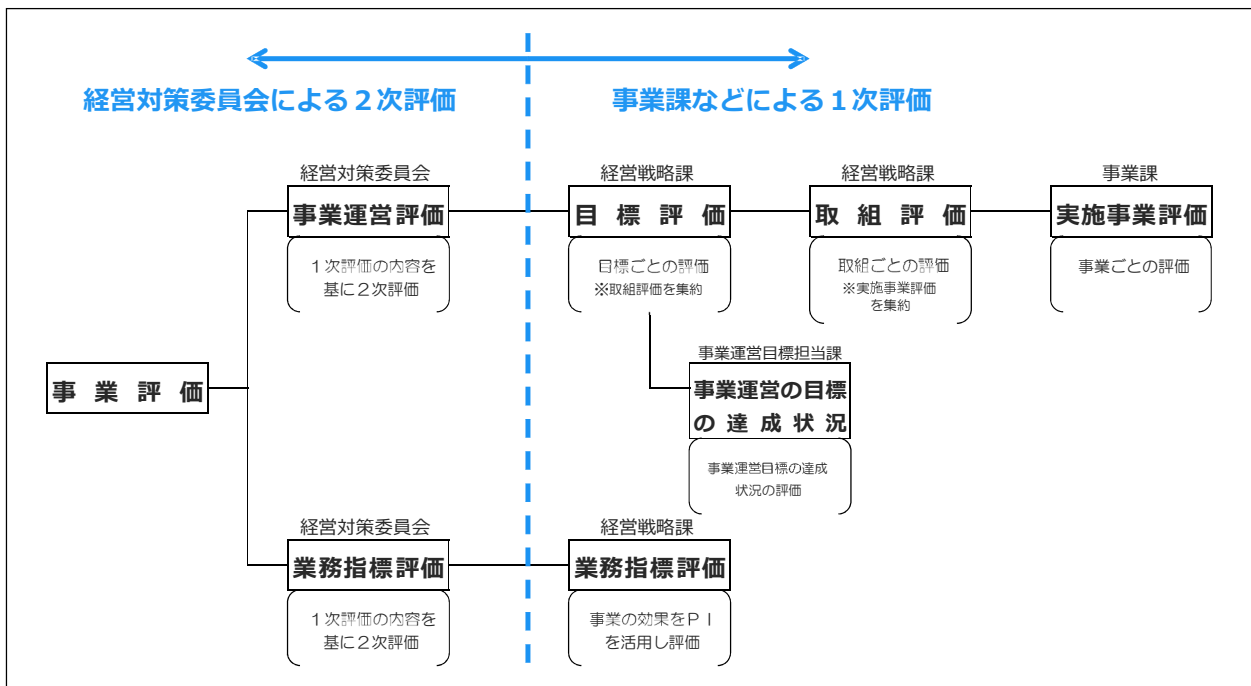 経営対策委員会による２次評価
事業課などによる１次評価
経営対策委員会
事業運営評価
１次評価の内容を
基に２次評価
経営戦略課
目標評価
目標ごとの評価
※取組評価を集約
経営戦略課
取組評価
取組ごとの評価
※実施事業評価
を集約
事業課
実施事業評価
事業ごとの評価
事業運営目標担当課
事業運営の目標
の達成状況
事業運営目標の達成
状況の評価
事業評価
経営対策委員会
業務指標評価
１次評価の内容を
基に２次評価
経営戦略課
業務指標評価
事業の効果をＰＩ
を活用し評価